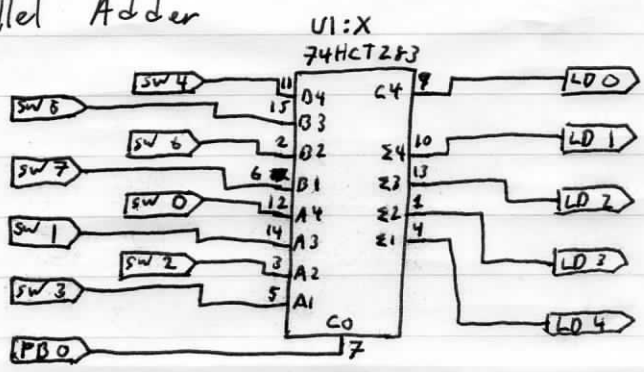 llel Adder
U1:X
74HCT283
SW 4 11 B4 C4 9 LD 0
SW 5 15 B3
SW 6 2 B2 Σ4 10 LD 1
SW 7 6 B1 Σ3 13 LD 2
SW 0 12 A4 Σ2 1 LD 3
SW 1 14 A3 Σ1 4 LD 4
SW 2 3 A2
SW 3 5 A1
PB 0 C0 7